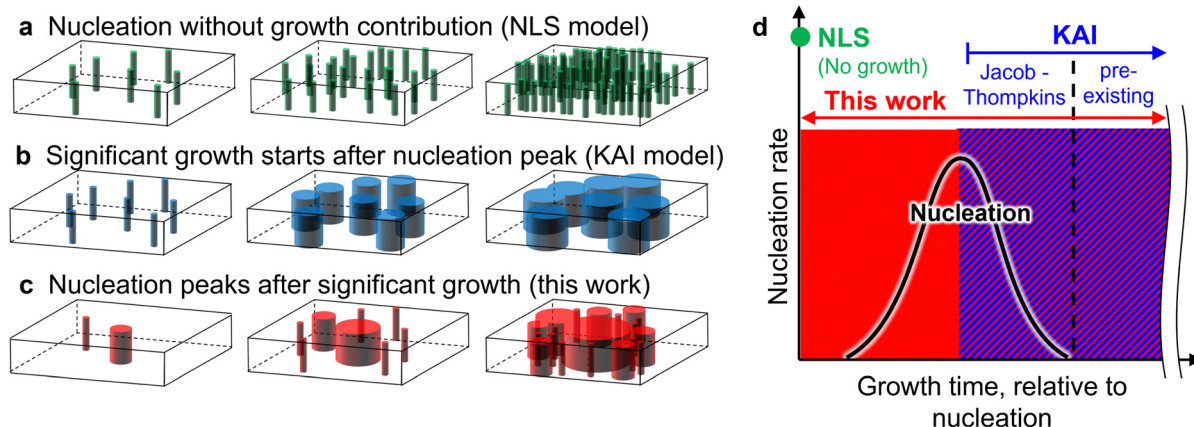 a Nucleation without growth contribution (NLS model)
b Significant growth starts after nucleation peak (KAI model)
c Nucleation peaks after significant growth (this work)
d
NLS
(No growth)
KAI
Jacob -
Thompkins
pre-
existing
This work
Nucleation
Nucleation rate
Growth time, relative to
nucleation